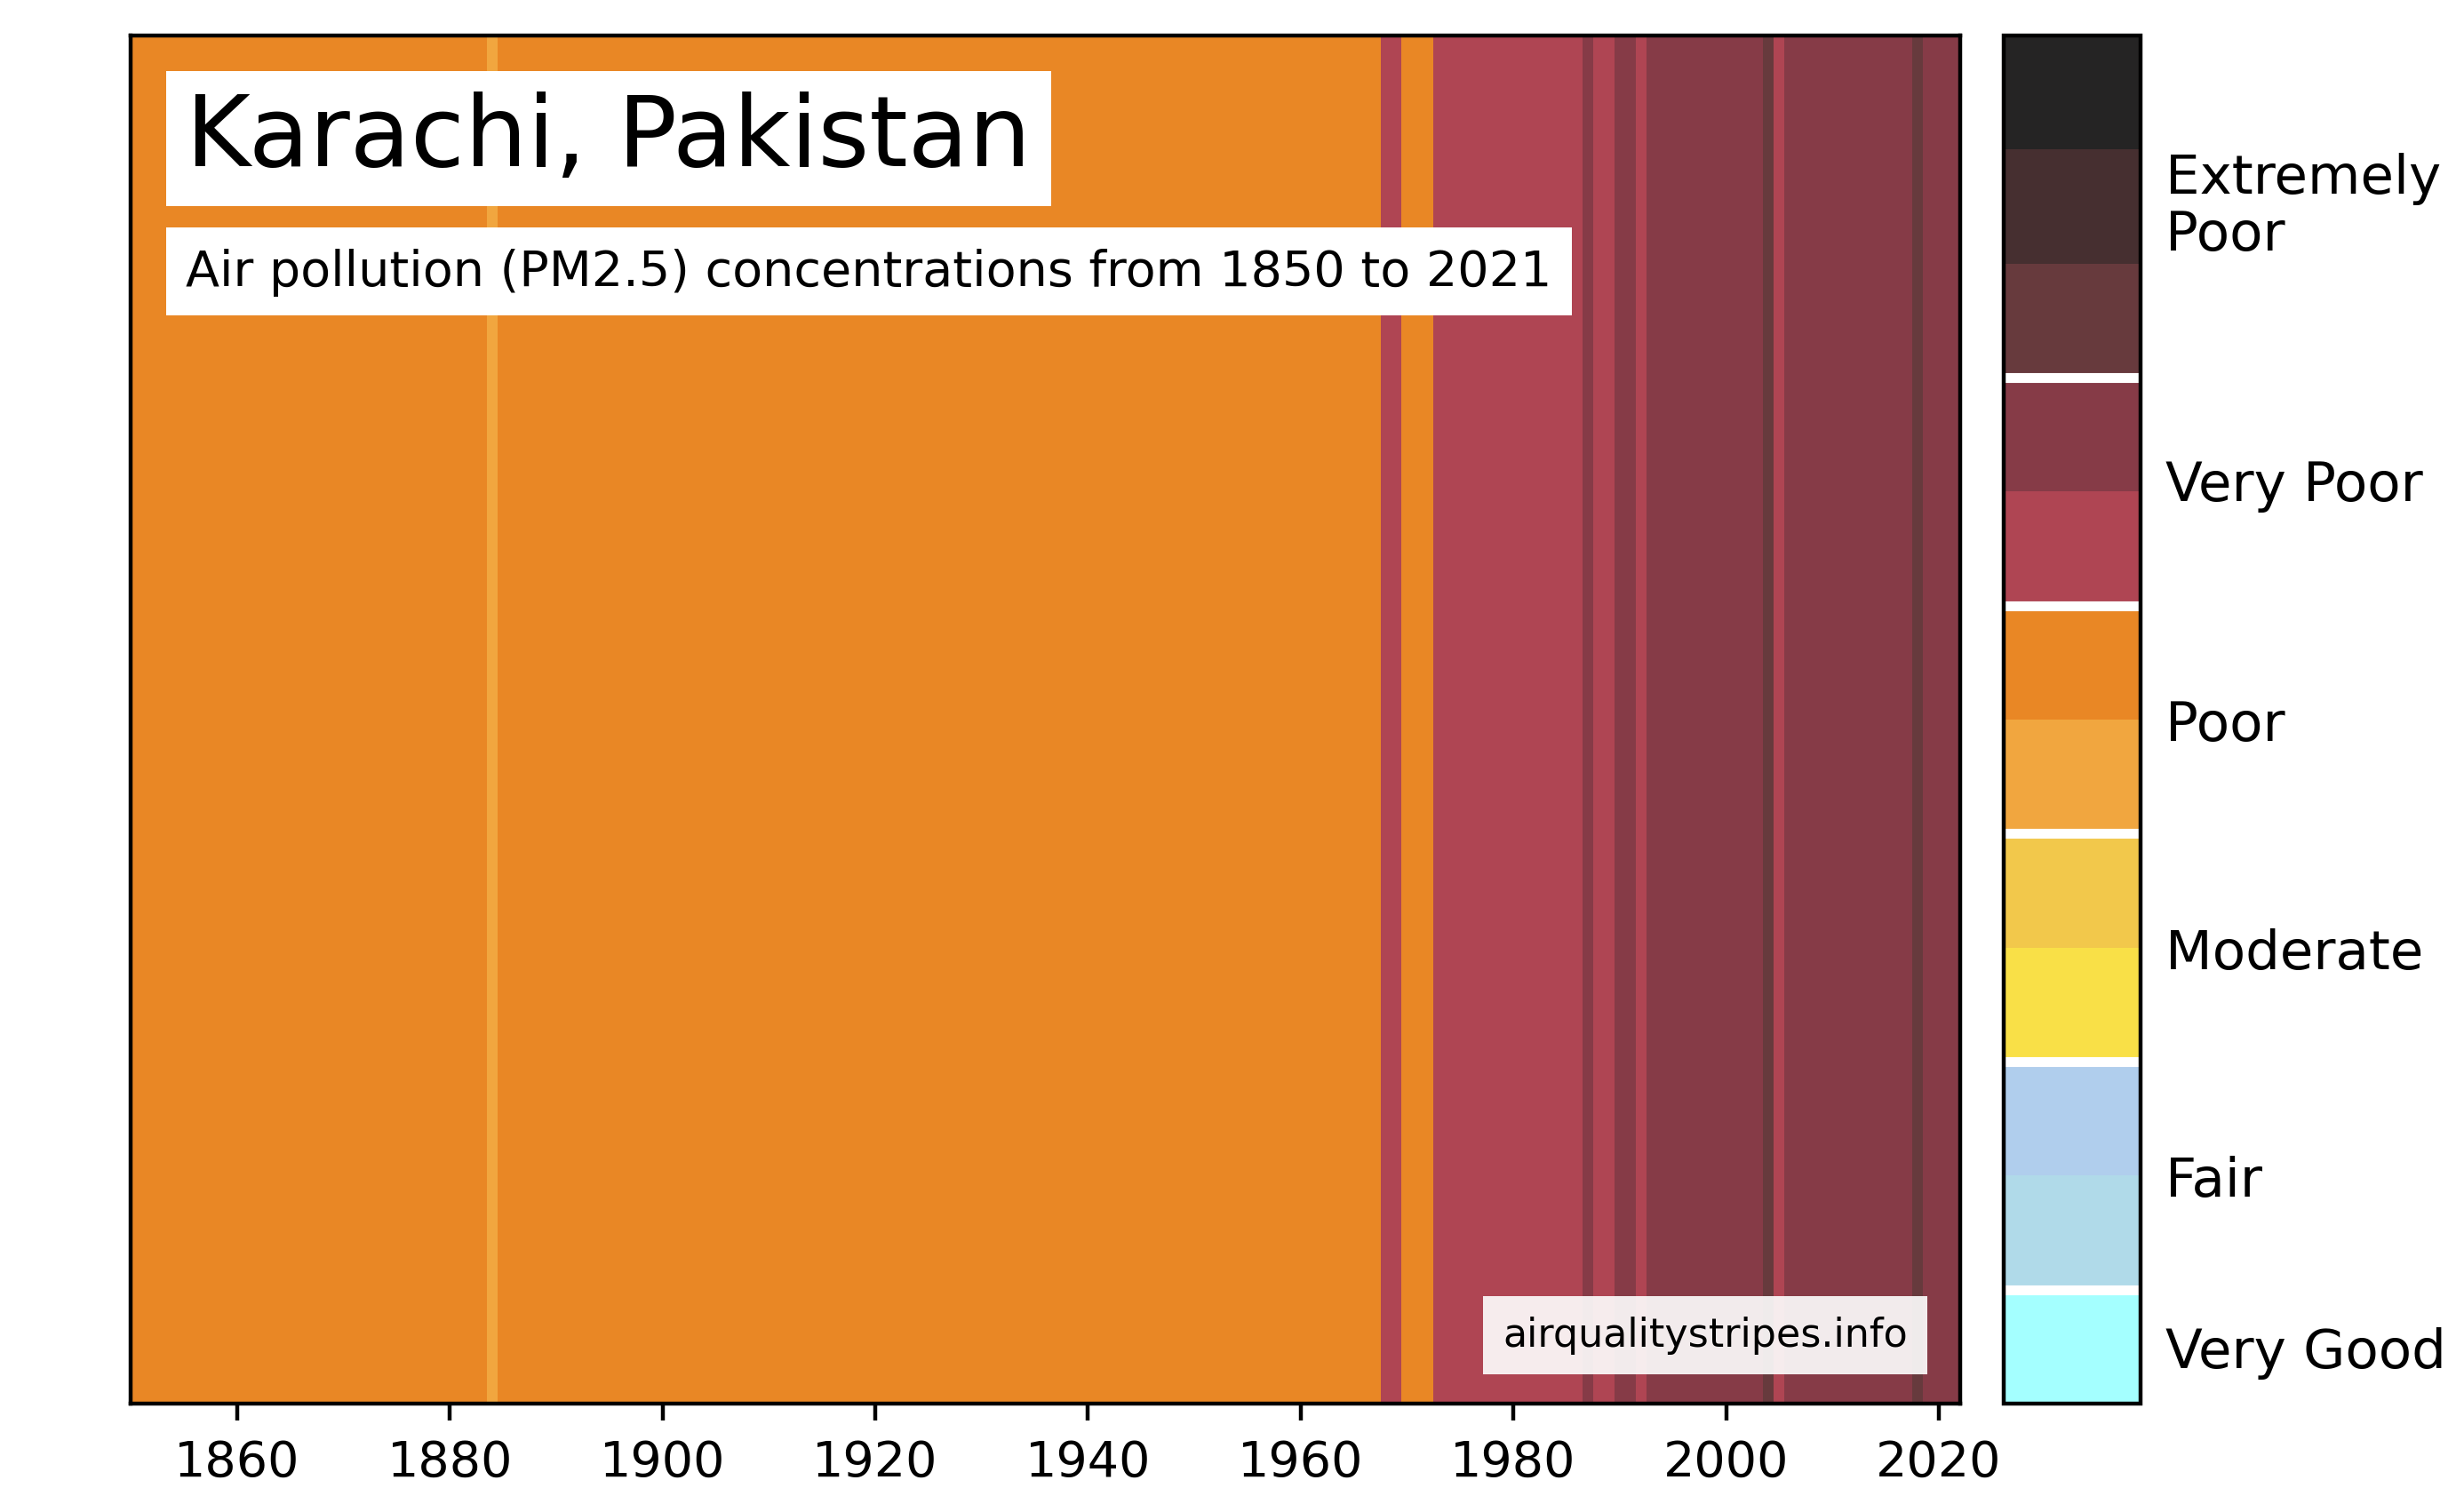 Karachi, Pakistan
Air pollution (PM2.5) concentrations from 1850 to 2021
airqualitystripes.info
1860 1880 1900 1920 1940 1960 1980 2000 2020
Extremely
Poor
Very Poor
Poor
Moderate
Fair
Very Good